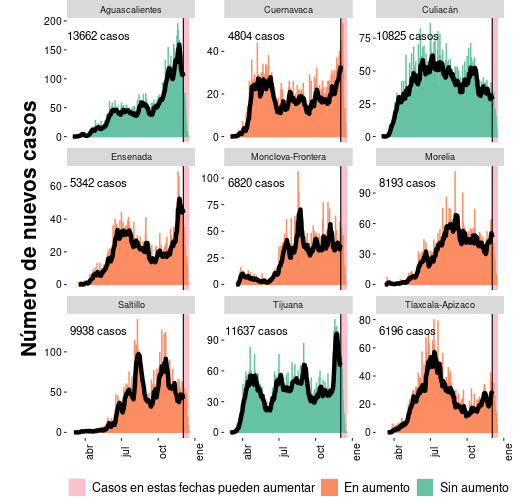 Número de nuevos casos
Aguascalientes
13662 casos
200
150
100
50
0
Cuernavaca
4804 casos
40
20
0
Culiacán
10825 casos
75
50
25
0
Ensenada
5342 casos
60
40
20
0
Monclova-Frontera
6820 casos
100
75
50
25
0
Morelia
8193 casos
90
60
30
0
Saltillo
9938 casos
100
50
0
abr
jul
oct
ene
Tijuana
11637 casos
90
60
30
0
abr
jul
oct
ene
Tlaxcala-Apizaco
6196 casos
80
60
40
20
0
abr
jul
oct
ene
Casos en estas fechas pueden aumentar
En aumento
Sin aumento